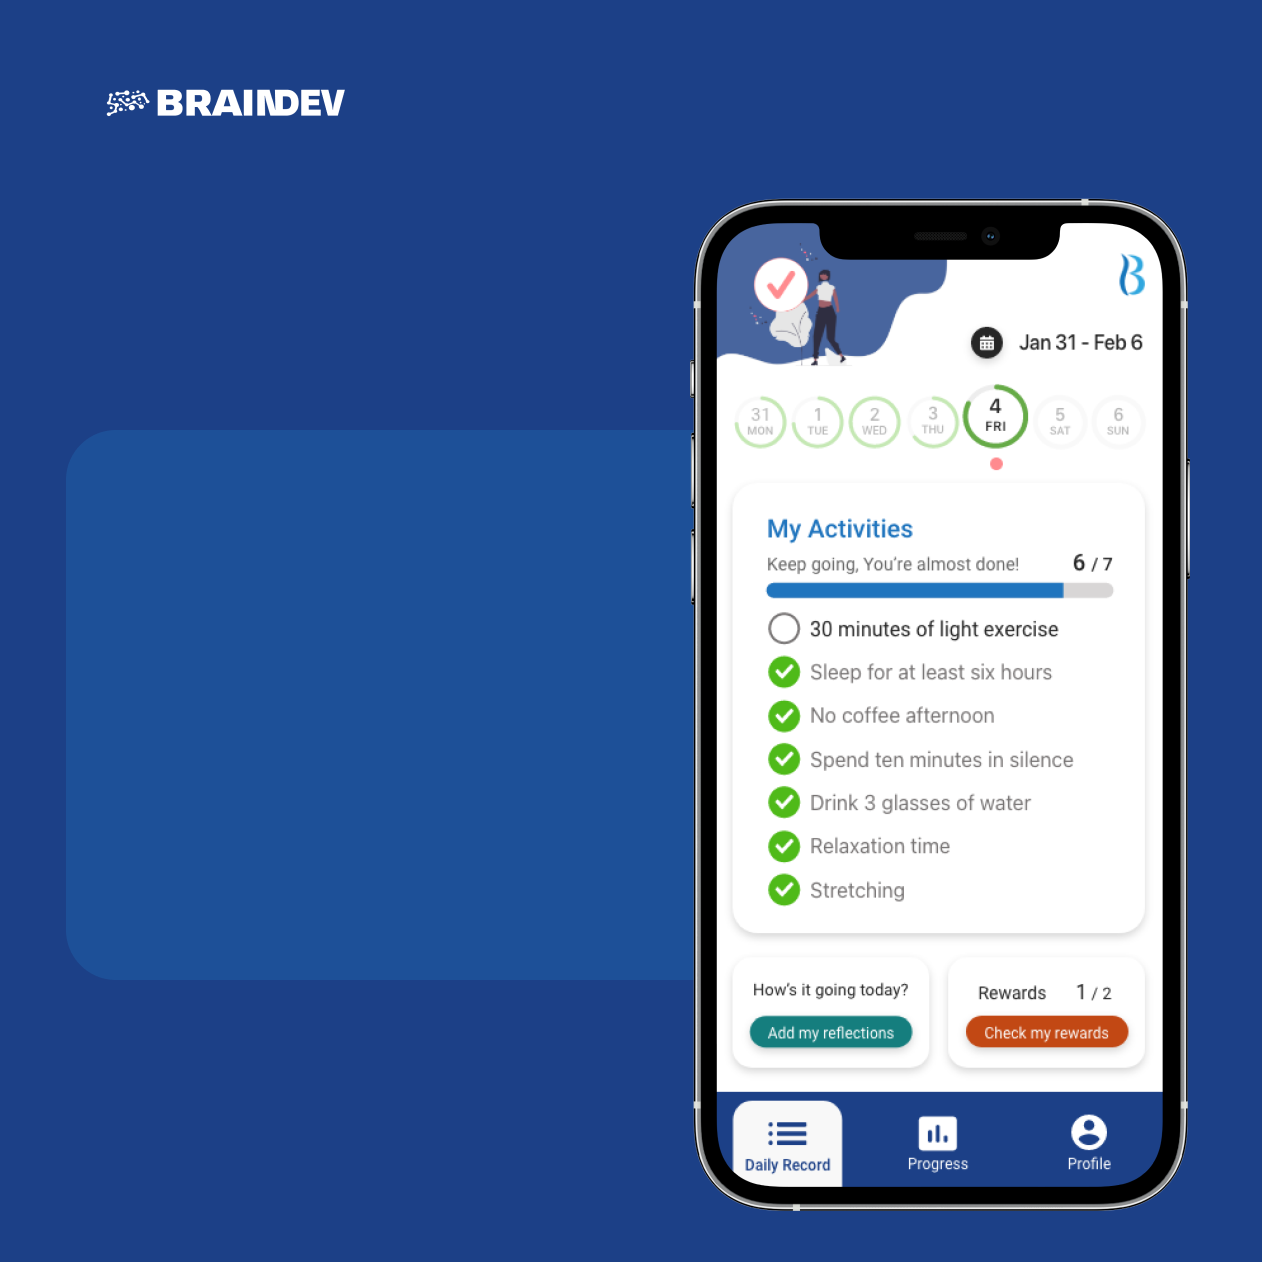 BRAINDEV
Jan 31 - Feb 6
31 1 2 3 4 5 6
MON TUE WED THU FRI SAT SUN
My Activities
Keep going, You're almost done! 6 / 7
30 minutes of light exercise
Sleep for at least six hours
No coffee afternoon
Spend ten minutes in silence
Drink 3 glasses of water
Relaxation time
Stretching
How's it going today?
Add my reflections
Rewards 1 / 2
Check my rewards
Daily Record
Progress
Profile